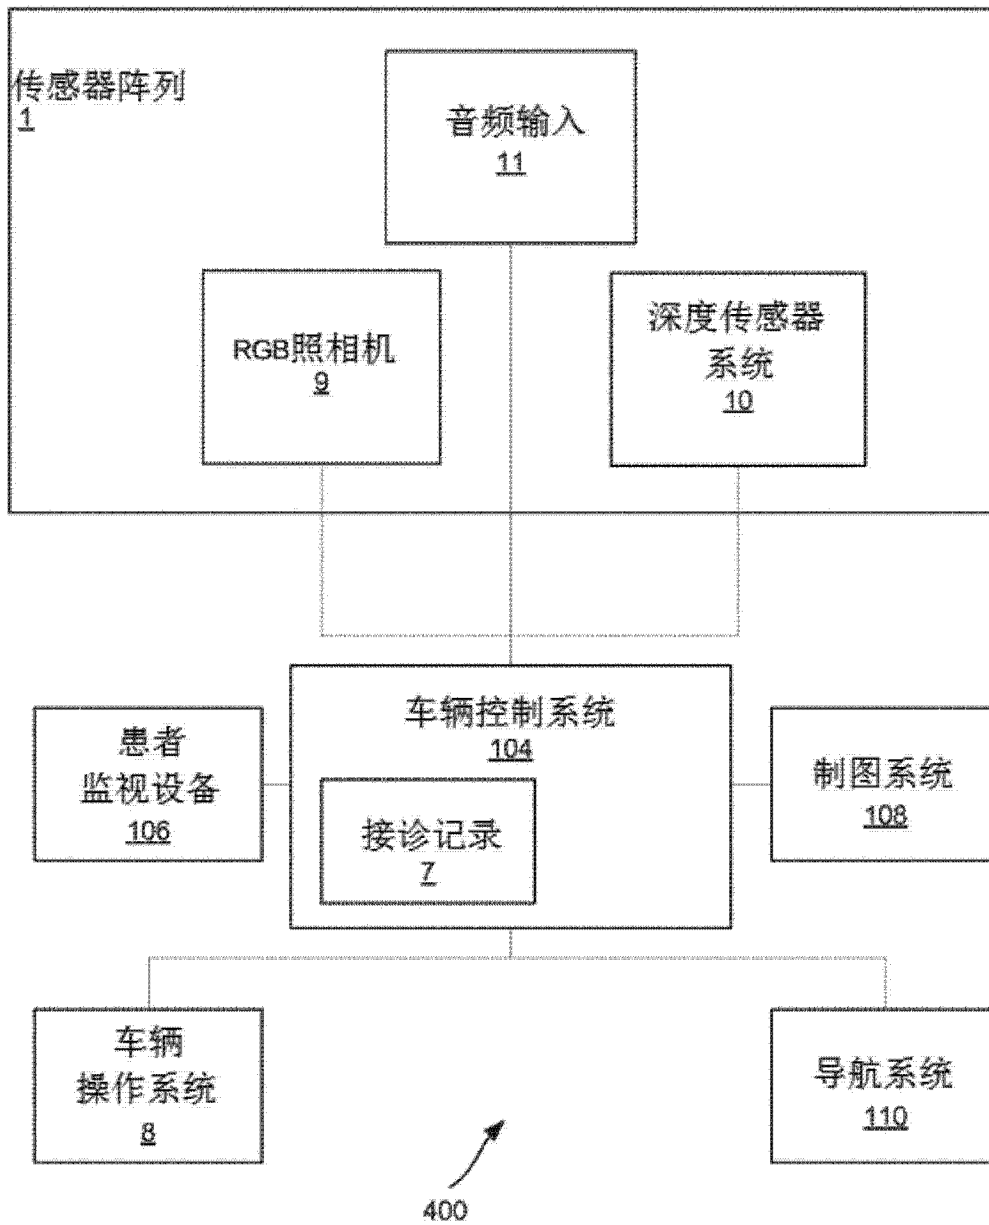 传感器阵列
1
音频输入
11
RGB照相机
9
深度传感器
系统
10
车辆控制系统
104
接诊记录
7
患者
监视设备
106
制图系统
108
车辆
操作系统
8
导航系统
110
400